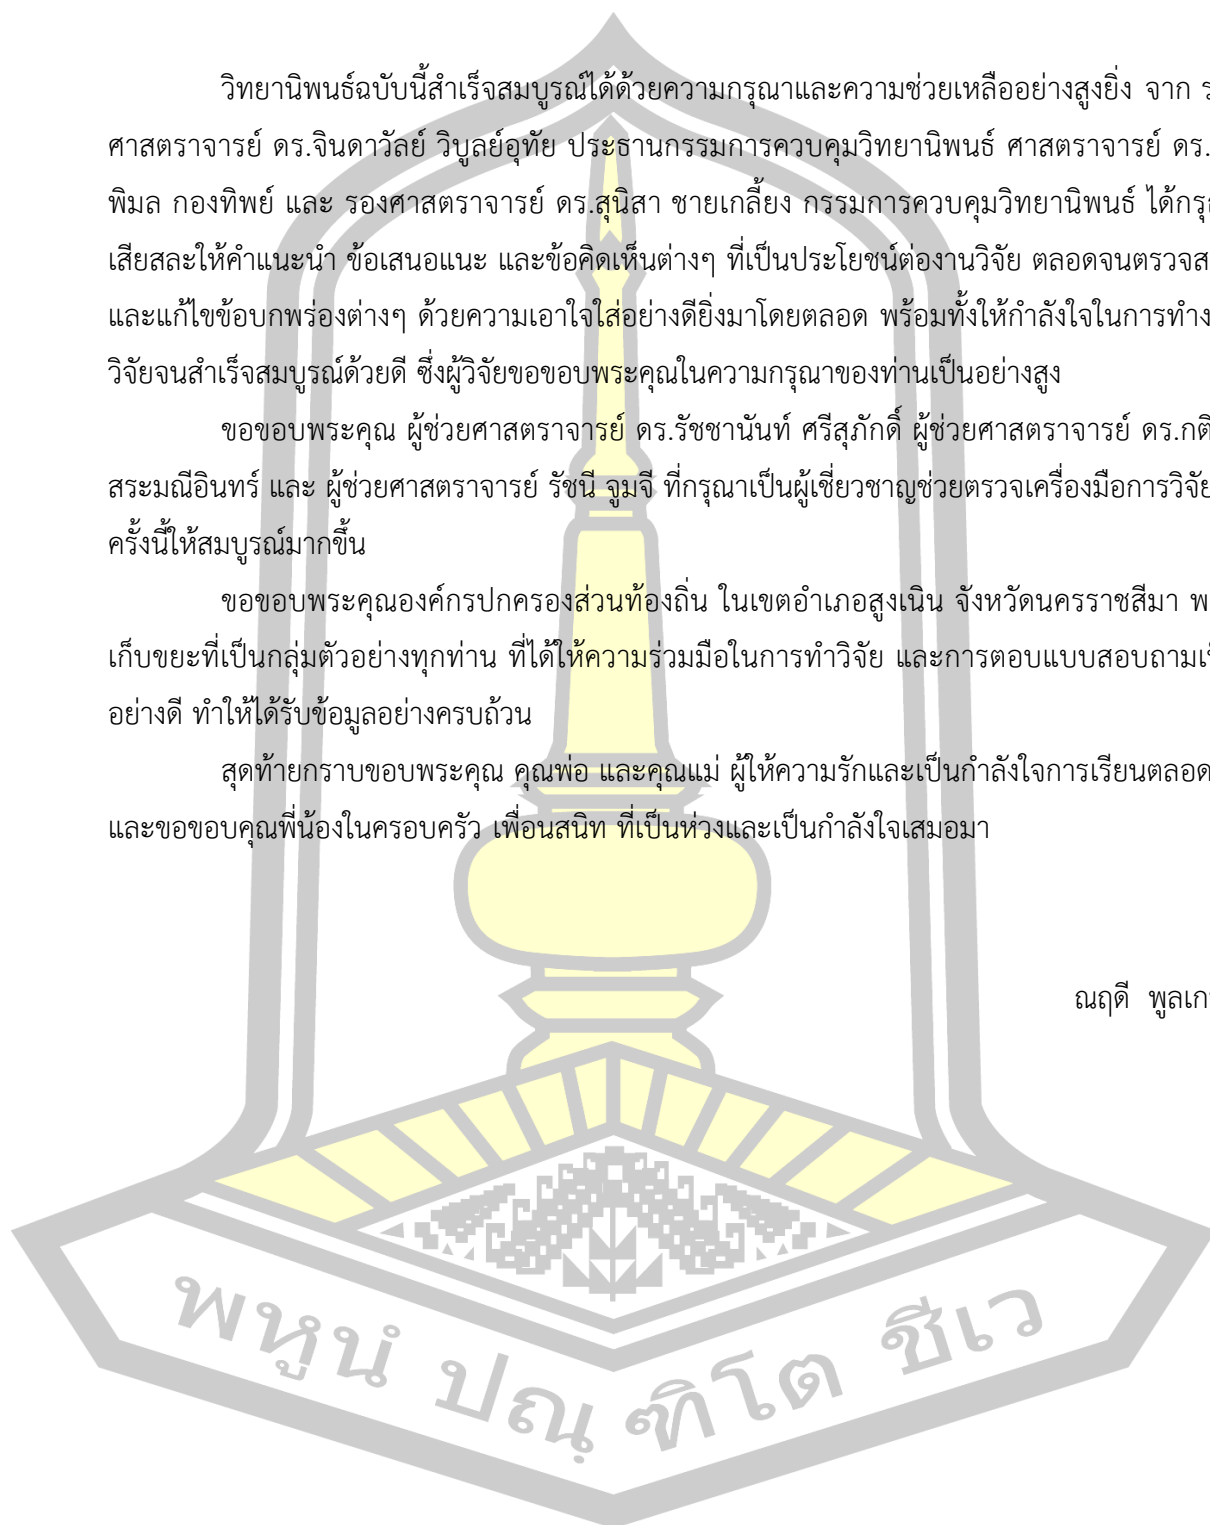 วิทยานิพนธ์ฉบับนี้สำเร็จสมบูรณ์ได้ด้วยความกรุณาและความช่วยเหลืออย่างสูงยิ่ง จาก
ศาสตราจารย์ ดร.จินดาวัลย์ วิบูลย์อุทัย ประธานกรรมการควบคุมวิทยานิพนธ์ ศาสตราจารย์ ดร.
พิมล กองทิพย์ และ รองศาสตราจารย์ ดร.สุนิสา ชายเกลี้ยง กรรมการควบคุมวิทยานิพนธ์ ได้
เสียสละให้คำแนะนำ ข้อเสนอแนะ และข้อคิดเห็นต่างๆ ที่เป็นประโยชน์ต่องานวิจัย ตลอดจน
และแก้ไขข้อบกพร่องต่างๆ ด้วยความเอาใจใส่อย่างดียิ่งมาโดยตลอด พร้อมทั้งให้กำลังใจในการ
วิจัยจนสำเร็จสมบูรณ์ด้วยดี ซึ่งผู้วิจัยขอขอบพระคุณในความกรุณาของท่านเป็นอย่างสูง
ขอขอบพระคุณ ผู้ช่วยศาสตราจารย์ ดร.รัชชานันท์ ศรีสุภักดิ์ ผู้ช่วยศาสตราจารย์ ดร.
สระมณีอินทร์ และ ผู้ช่วยศาสตราจารย์ รัชนี จูมจี ที่กรุณาเป็นผู้เชี่ยวชาญช่วยตรวจเครื่องมือการวิจัย
ครั้งนี้ให้สมบูรณ์มากขึ้น
ขอขอบพระคุณองค์กรปกครองส่วนท้องถิ่น ในเขตอำเภอสูงเนิน จังหวัดนครราชสีมา
เก็บขยะที่เป็นกลุ่มตัวอย่างทุกท่าน ที่ได้ให้ความร่วมมือในการทำวิจัย และการตอบแบบสอบถาม
อย่างดี ทำให้ได้รับข้อมูลอย่างครบถ้วน
สุดท้ายกราบขอบพระคุณ คุณพ่อ และคุณแม่ ผู้ให้ความรักและเป็นกำลังใจการเรียนตลอด
และขอขอบคุณพี่น้องในครอบครัว เพื่อนสนิท ที่เป็นห่วงและเป็นกำลังใจเสมอมา
ณฤดี
พหูนํ ปณฺฑิโต ชีเว